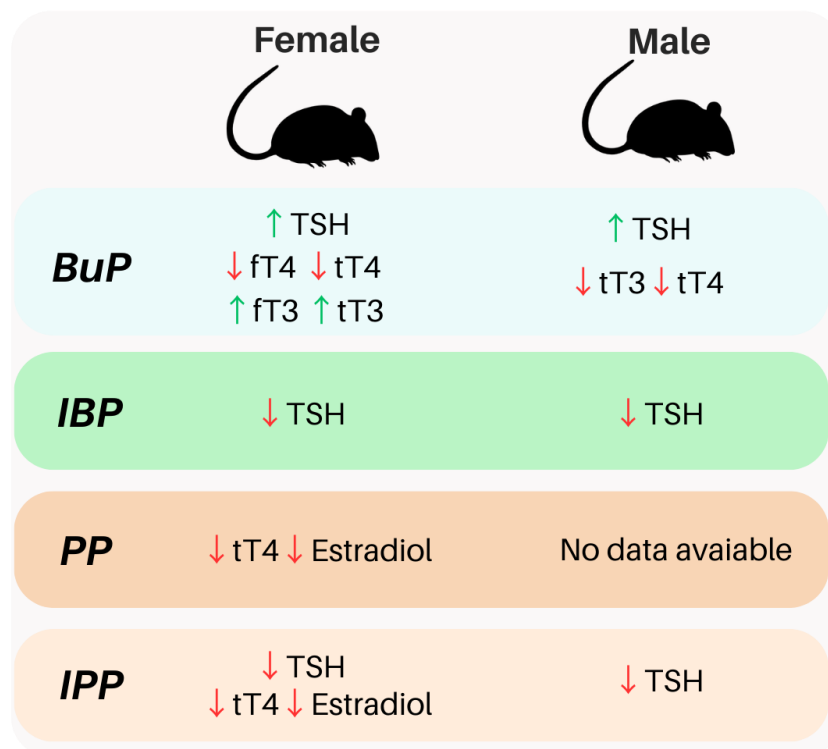 Female Male
BuP
↑ TSH
↓ fT4 ↓ tT4
↑ fT3 ↑ tT3
↑ TSH
↓ tT3 ↓ tT4
IBP
↓ TSH
↓ TSH
PP
↓ tT4 ↓ Estradiol
No data avaiable
IPP
↓ TSH
↓ tT4 ↓ Estradiol
↓ TSH